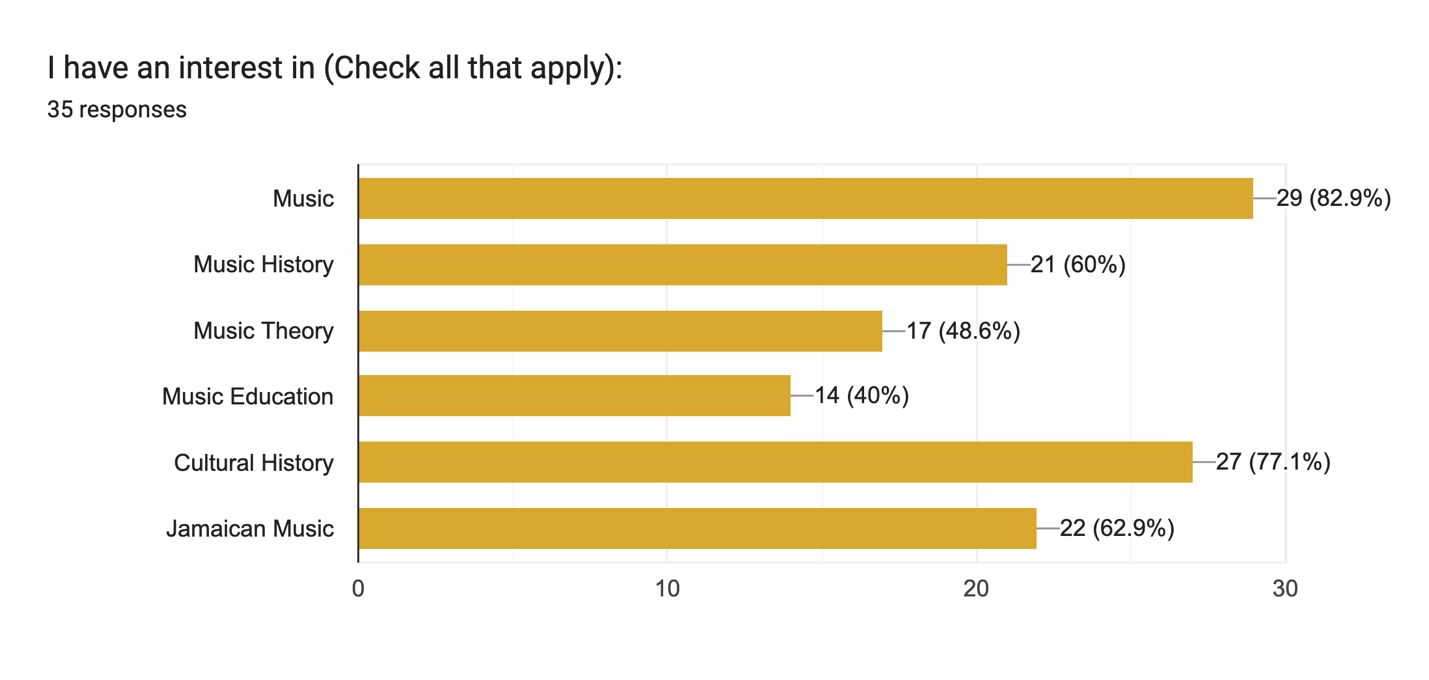 I have an interest in (Check all that apply):
35 responses
Music 29 (82.9%)
Music History 21 (60%)
Music Theory 17 (48.6%)
Music Education 14 (40%)
Cultural History 27 (77.1%)
Jamaican Music 22 (62.9%)
0 10 20 30